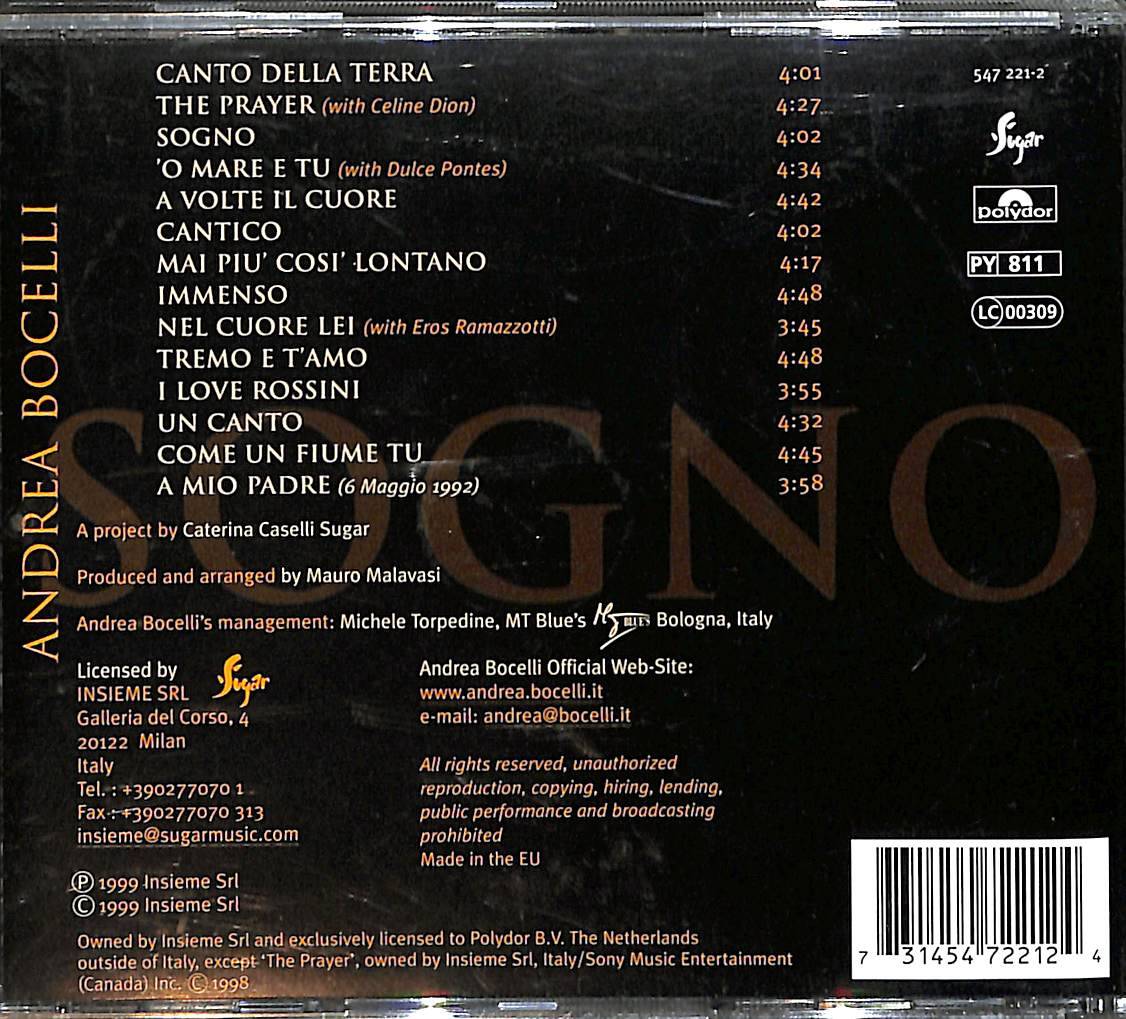 CANTO DELLA TERRA 4:01
THE PRAYER (with Celine Dion) 4:27
SOGNO 4:02
'O MARE E TU (with Dulce Pontes) 4:34
A VOLTE IL CUORE 4:42
CANTICO 4:02
MAI PIU' COSI' LONTANO 4:17
IMMENSO 4:48
NEL CUORE LEI (with Eros Ramazzotti) 3:45
TREMO E T'AMO 4:48
I LOVE ROSSINI 3:55
UN CANTO 4:32
COME UN FIUME TU 4:45
A MIO PADRE (6 Maggio 1992) 3:58
547 221-2
Sugar
polydor
PY 811
LC 00309
ANDREA BOCELLI
SOGNO
A project by Caterina Caselli Sugar
Produced and arranged by Mauro Malavasi
Andrea Bocelli's management: Michele Torpedine, MT Blue's MT BLUE'S Bologna, Italy
Licensed by
INSIEME SRL Sugar
Galleria del Corso, 4
20122 Milan
Italy
Tel. : +390277070 1
Fax : +390277070 313
insieme@sugarmusic.com
Andrea Bocelli Official Web-Site:
www.andrea.bocelli.it
e-mail: andrea@bocelli.it
All rights reserved, unauthorized
reproduction, copying, hiring, lending,
public performance and broadcasting
prohibited
Made in the EU
℗ 1999 Insieme Srl
© 1999 Insieme Srl
Owned by Insieme Srl and exclusively licensed to Polydor B.V. The Netherlands
outside of Italy, except 'The Prayer', owned by Insieme Srl, Italy/Sony Music Entertainment
(Canada) Inc. © 1998
7 31454 72212 4